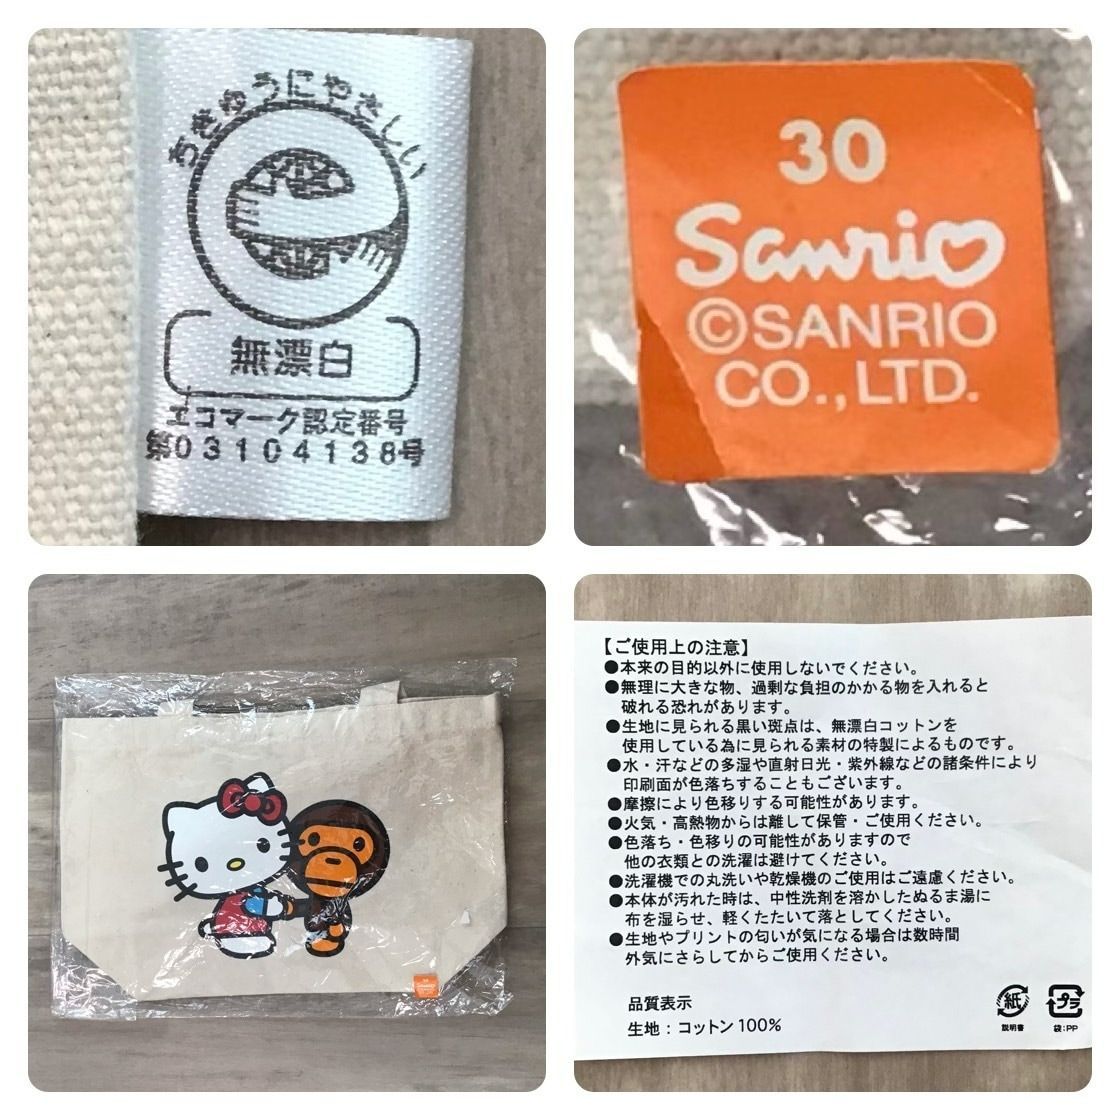 ちきゅうにやさしい
無漂白
エコマーク認定番号
第03104138号
30
Sanrio
©SANRIO
CO.,LTD.
30
Sanrio
【ご使用上の注意】
●本来の目的以外に使用しないでください。
●無理に大きな物、過剰な負担のかかる物を入れると
破れる恐れがあります。
●生地に見られる黒い斑点は、無漂白コットンを
使用している為に見られる素材の特製によるものです。
●水・汗などの多湿や直射日光・紫外線などの諸条件により
印刷面が色落ちすることもございます。
●摩擦により色移りする可能性があります。
●火気・高熱物からは離して保管・ご使用ください。
●色落ち・色移りの可能性がありますので
他の衣類との洗濯は避けてください。
●洗濯機での丸洗いや乾燥機のご使用はご遠慮ください。
●本体が汚れた時は、中性洗剤を溶かしたぬるま湯に
布を湿らせ、軽くたたいて落としてください。
●生地やプリントの匂いが気になる場合は数時間
外気にさらしてからご使用ください。
品質表示
生地：コットン100%
紙
説明書
プラ
袋:PP